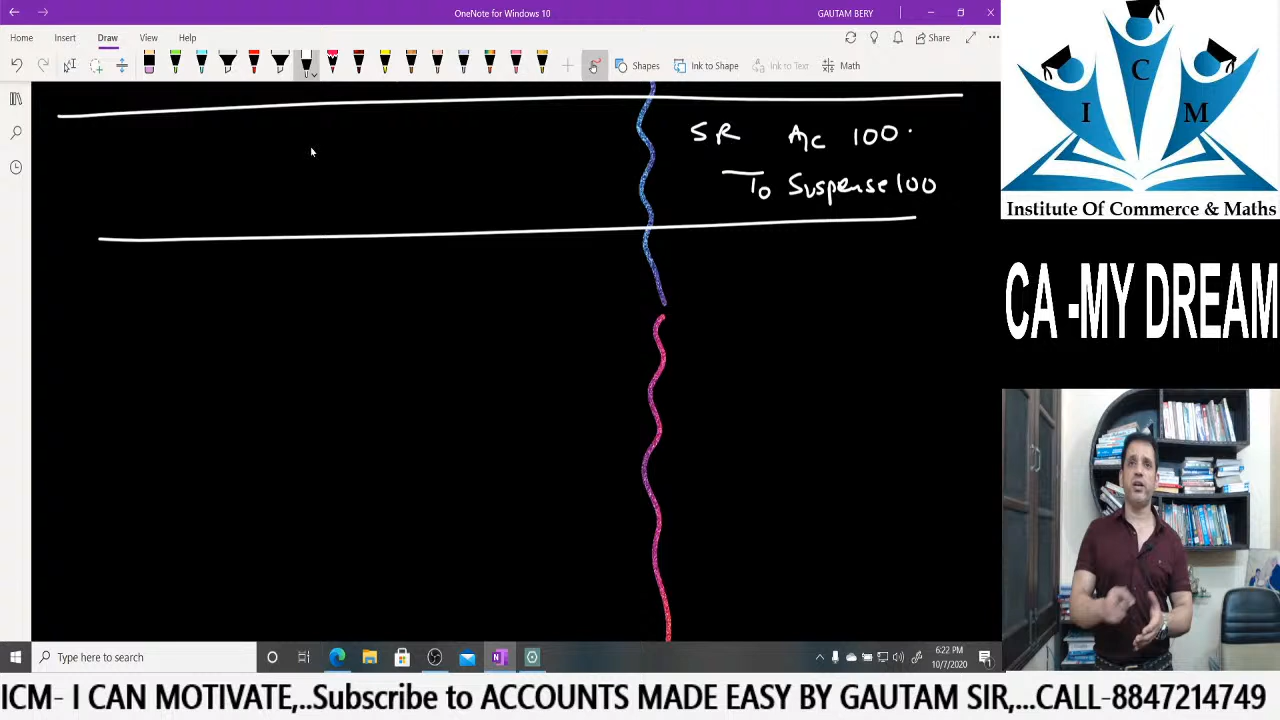 OneNote for Windows 10
GAUTAM BERY
Home Insert Draw View Help
Share
Shapes Ink to Shape Ink to Text Math
S R A/c 100
To Suspense 100
I C M
Institute Of Commerce & Maths
CA -MY DREAM
Type here to search
6:22 PM
10/7/2020
ICM- I CAN MOTIVATE,..Subscribe to ACCOUNTS MADE EASY BY GAUTAM SIR,...CALL-8847214749